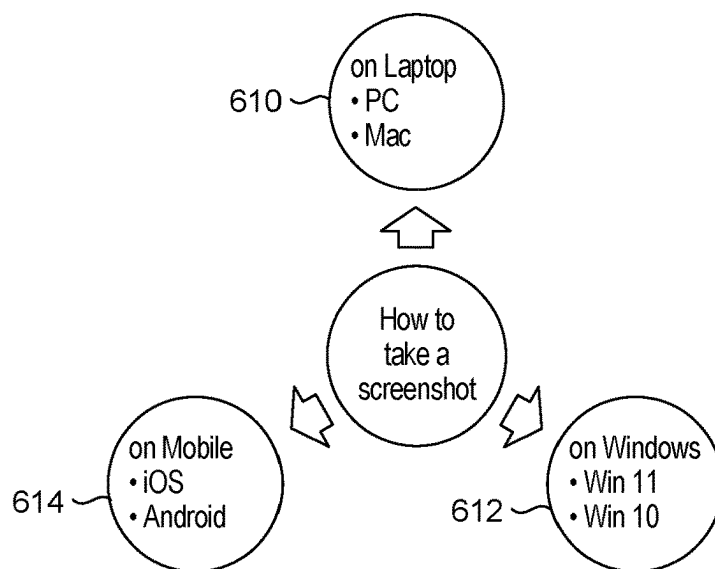 on Laptop
• PC
• Mac
610
How to
take a
screenshot
on Mobile
• iOS
• Android
614
on Windows
• Win 11
• Win 10
612